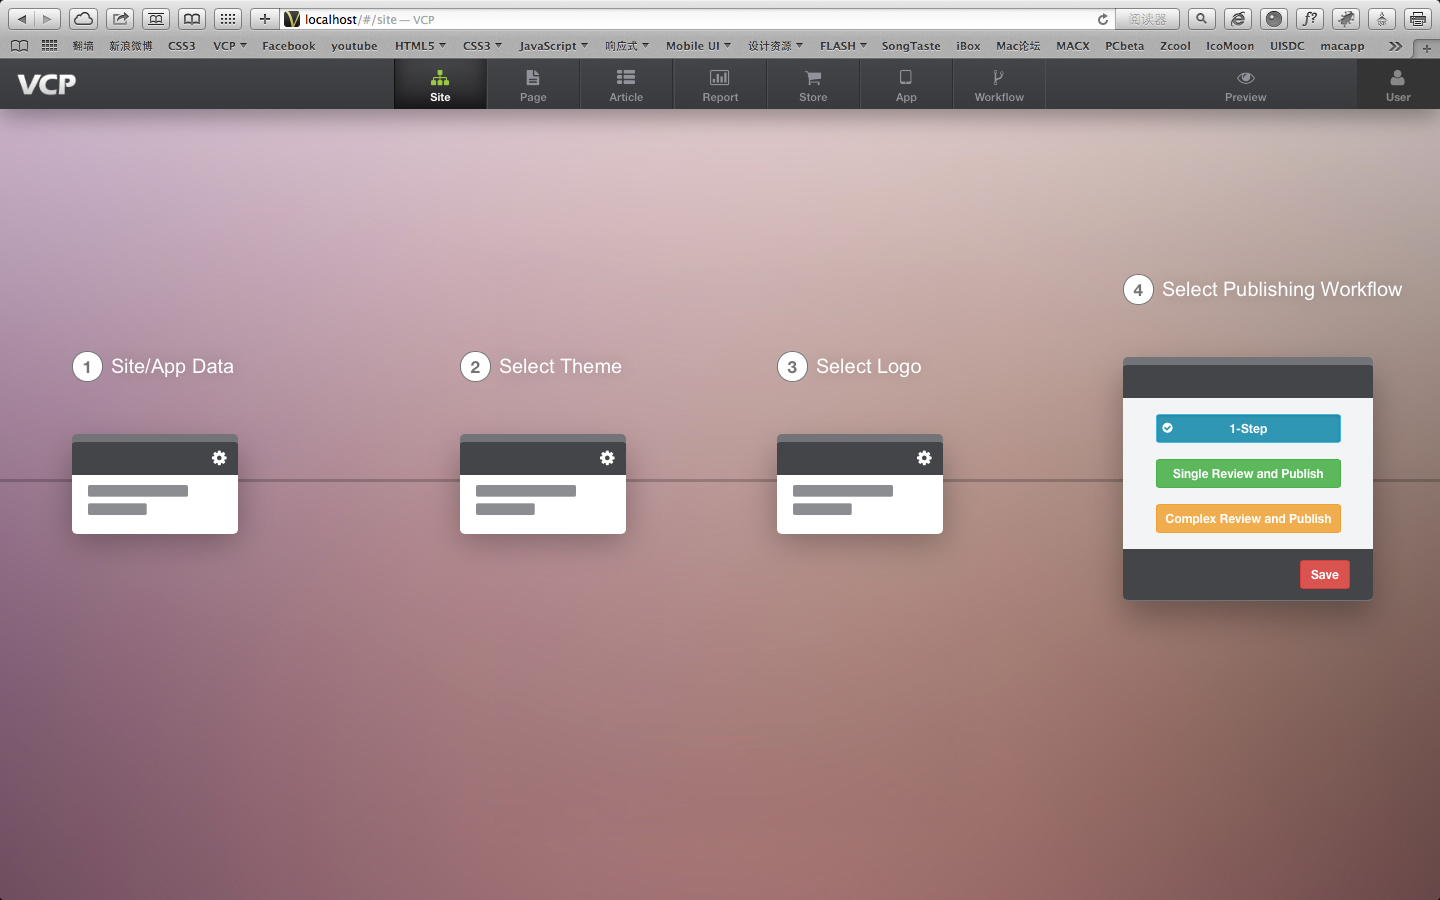 localhost/#/site — VCP
阅读器
f?
翻墙 新浪微博 CSS3 VCP Facebook youtube HTML5 CSS3 JavaScript 响应式 Mobile UI 设计资源 FLASH SongTaste iBox Mac论坛 MACX PCbeta Zcool IcoMoon UISDC macapp
VCP
Site Page Article Report Store App Workflow Preview User
4 Select Publishing Workflow
1 Site/App Data
2 Select Theme
3 Select Logo
1-Step
Single Review and Publish
Complex Review and Publish
Save